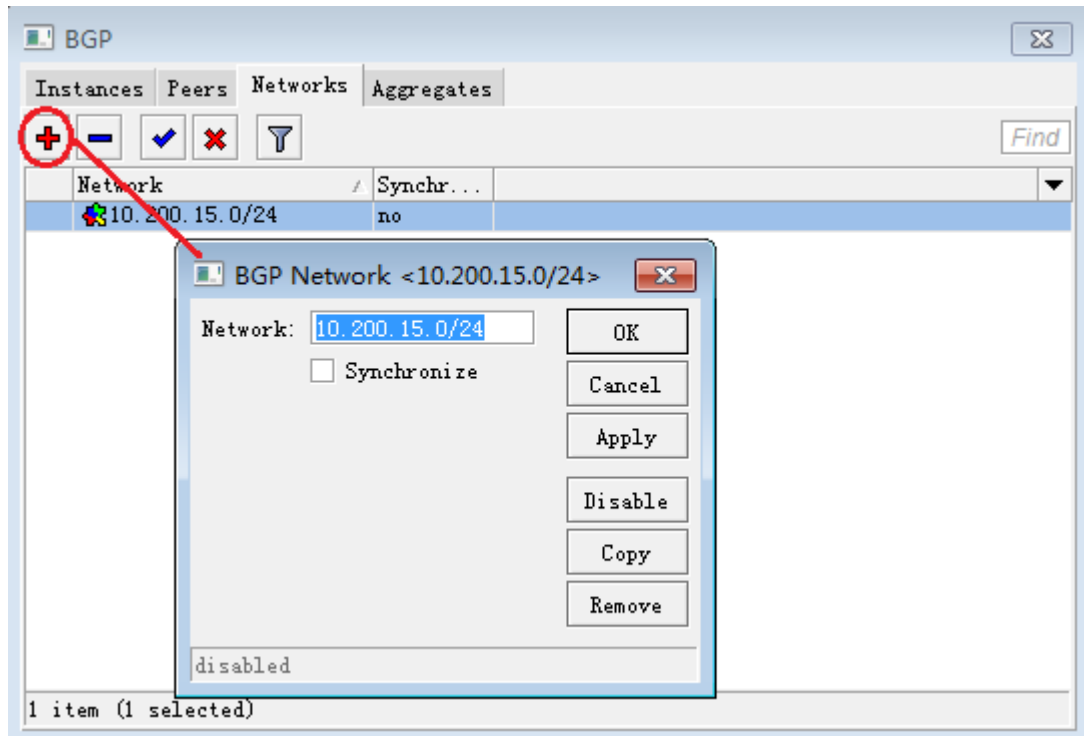 BGP
Instances Peers Networks Aggregates
Find
Network Synchr...
10.200.15.0/24 no
BGP Network <10.200.15.0/24>
Network: 10.200.15.0/24 OK
Synchronize
Cancel
Apply
Disable
Copy
Remove
disabled
1 item (1 selected)